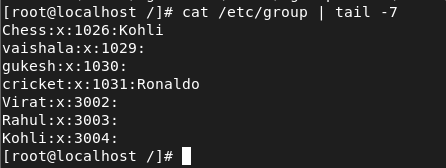 [root@localhost /]# cat /etc/group | tail -7
Chess:x:1026:Kohli
vaishala:x:1029:
gukesh:x:1030:
cricket:x:1031:Ronaldo
Virat:x:3002:
Rahul:x:3003:
Kohli:x:3004:
[root@localhost /]#